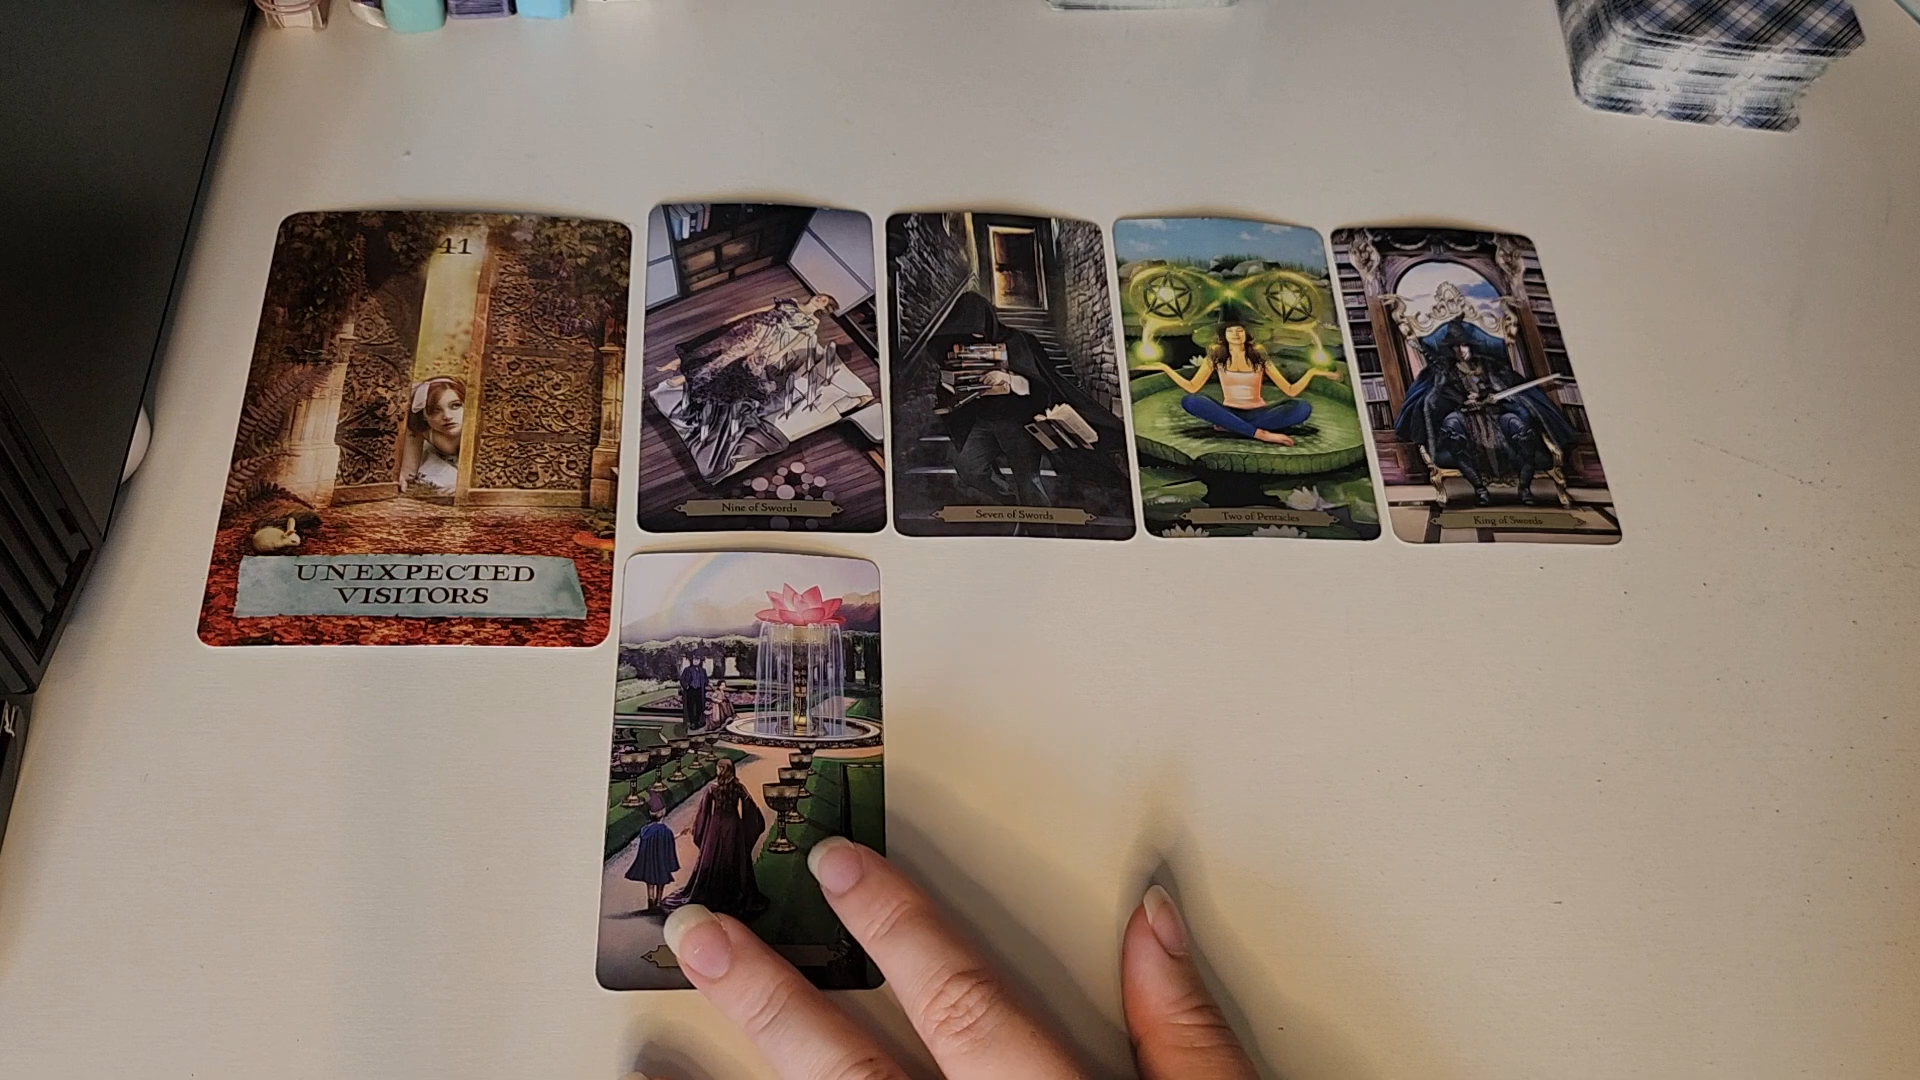 41
UNEXPECTED
VISITORS
Nine of Swords
Seven of Swords
Two of Pentacles
King of Swords